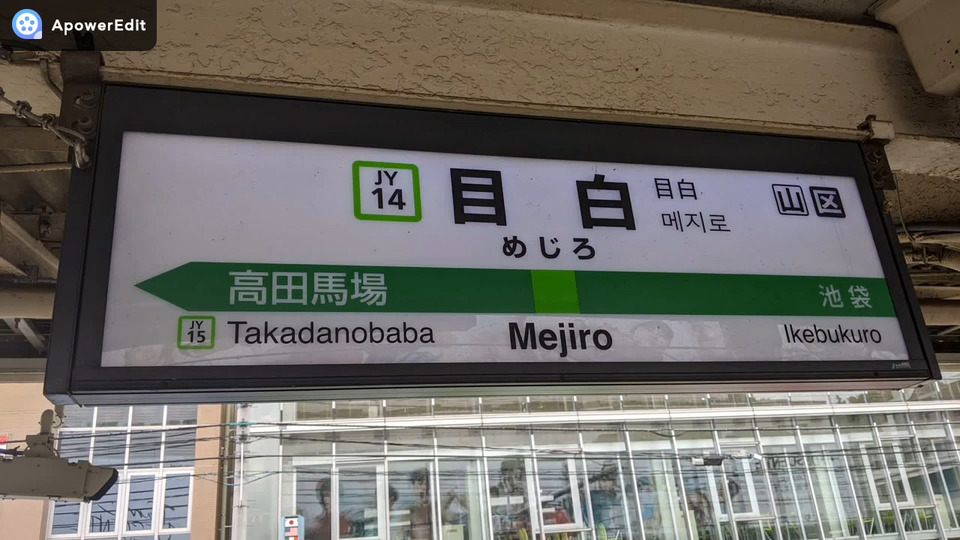 ApowerEdit
JY
14
目 白
目白
메지로
山 区
めじろ
高田馬場
池袋
JY
15
Takadanobaba
Mejiro
Ikebukuro